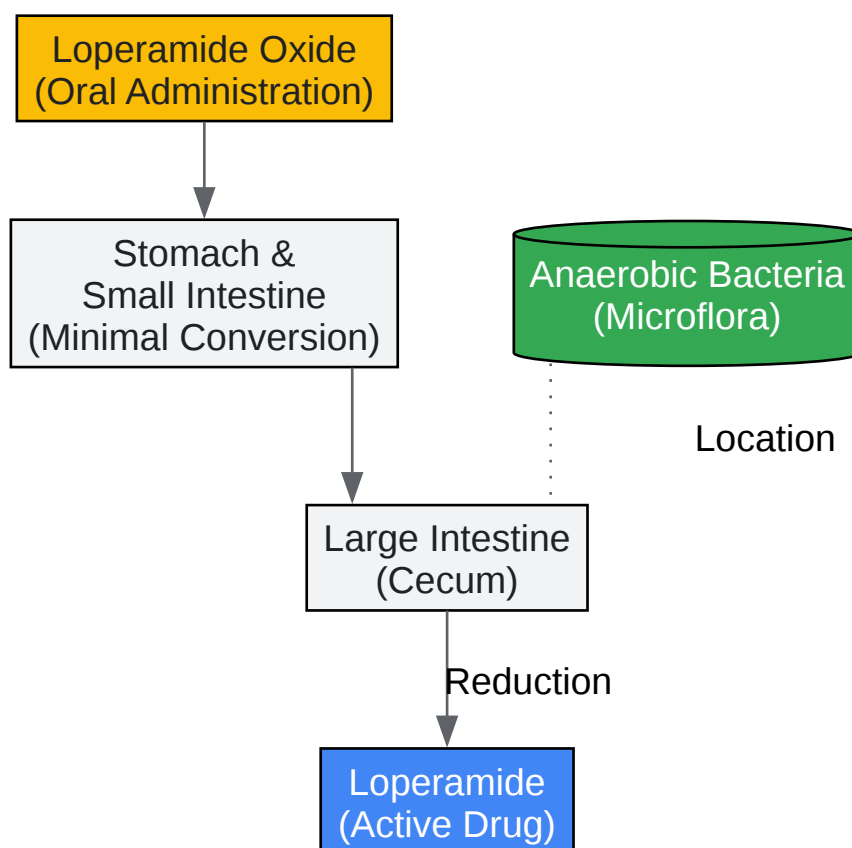 Loperamide Oxide
(Oral Administration)
Stomach &
Small Intestine
(Minimal Conversion)
Anaerobic Bacteria
(Microflora)
Location
Large Intestine
(Cecum)
Reduction
Loperamide
(Active Drug)